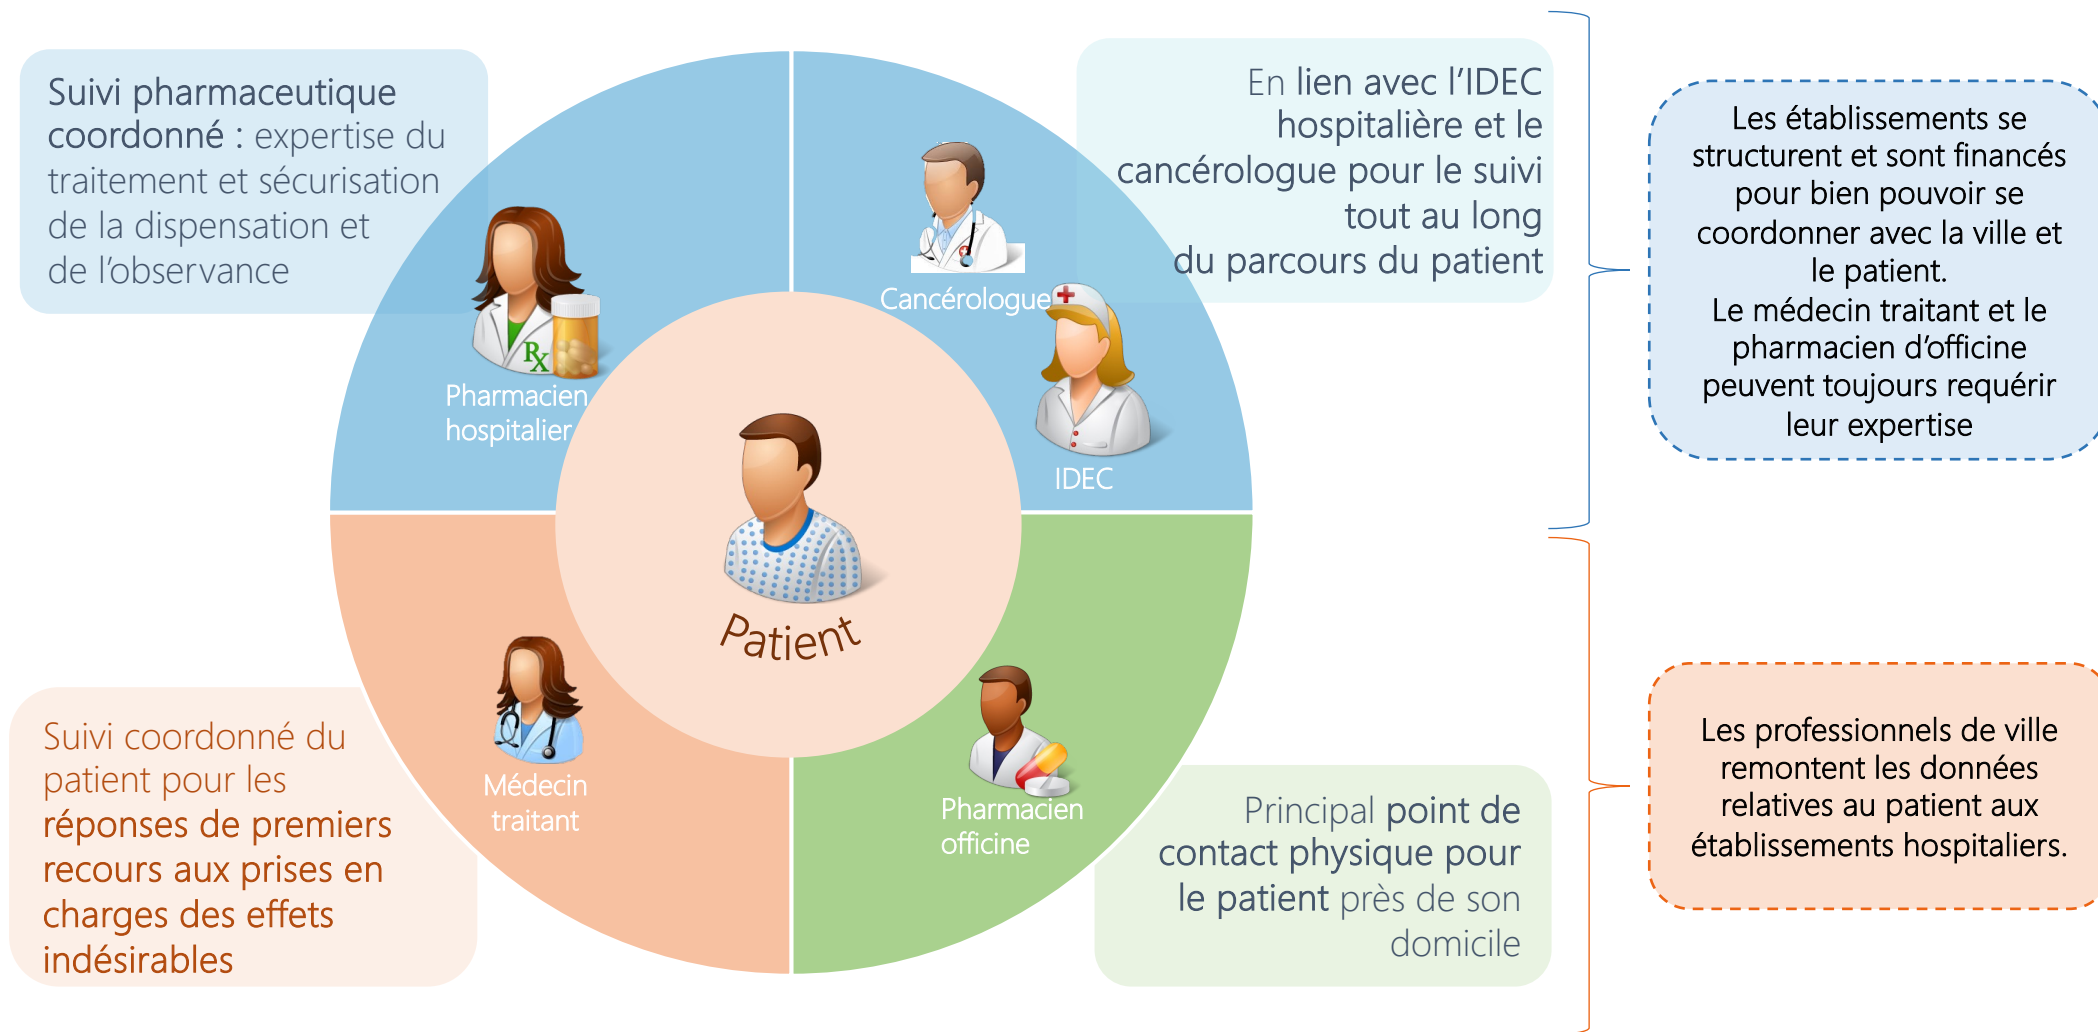 Suivi pharmaceutique
coordonné : expertise du
traitement et sécurisation
de la dispensation et
de l'observance
Pharmacien
hospitalier
En lien avec l'IDEC
hospitalière et le
cancérologue pour le suivi
tout au long
du parcours du patient
Cancérologue
IDEC
Patient
Suivi coordonné du
patient pour les
réponses de premiers
recours aux prises en
charges des effets
indésirables
Médecin
traitant
Pharmacien
officine
Principal point de
contact physique pour
le patient près de son
domicile
Les établissements se
structurent et sont financés
pour bien pouvoir se
coordonner avec la ville et
le patient.
Le médecin traitant et le
pharmacien d'officine
peuvent toujours requérir
leur expertise
Les professionnels de ville
remontent les données
relatives au patient aux
établissements hospitaliers.
RX